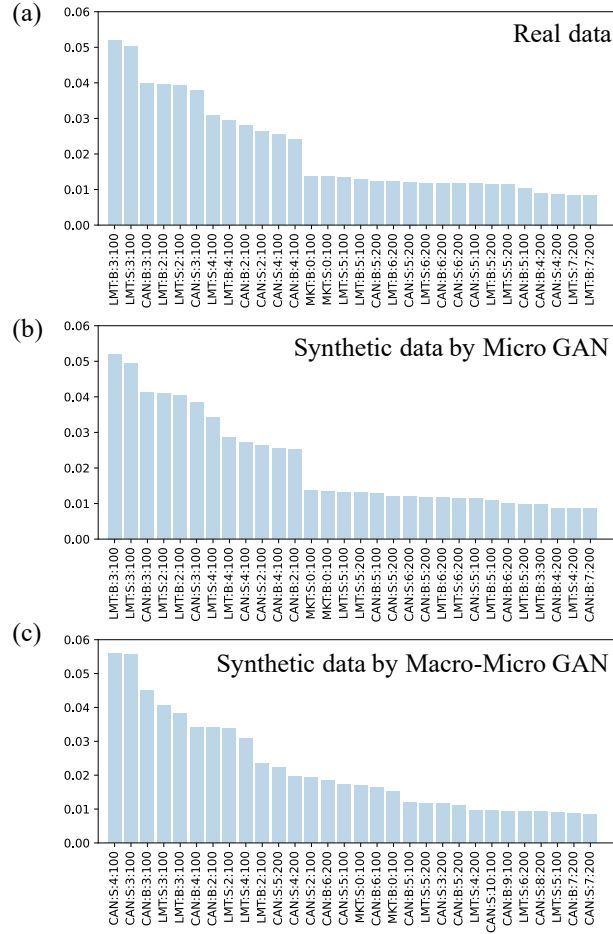 (a)
Real data
0.06
0.05
0.04
0.03
0.02
0.01
0.00
LMT:B:3:100
LMT:S:3:100
CAN:B:3:100
LMT:B:2:100
LMT:S:2:100
CAN:S:3:100
LMT:S:4:100
LMT:B:4:100
CAN:B:2:100
CAN:S:2:100
CAN:S:4:100
CAN:B:4:100
MKT:B:0:100
MKT:S:0:100
LMT:S:5:100
LMT:B:5:100
CAN:B:5:200
LMT:B:6:200
CAN:S:5:200
LMT:S:6:200
CAN:B:6:200
CAN:S:6:200
CAN:S:5:100
LMT:B:5:200
LMT:S:5:200
CAN:B:5:100
CAN:B:4:200
CAN:S:4:200
LMT:S:7:200
LMT:B:7:200
(b)
Synthetic data by Micro GAN
0.06
0.05
0.04
0.03
0.02
0.01
0.00
LMT:B:3:100
LMT:S:3:100
CAN:B:3:100
LMT:S:2:100
LMT:B:2:100
CAN:S:3:100
LMT:S:4:100
LMT:B:4:100
CAN:S:4:100
CAN:S:2:100
CAN:B:4:100
CAN:B:2:100
MKT:S:0:100
MKT:B:0:100
LMT:S:5:100
LMT:S:5:200
CAN:B:5:100
CAN:S:5:200
CAN:S:6:200
CAN:B:5:200
LMT:B:6:200
LMT:S:6:200
CAN:S:5:100
LMT:B:5:100
CAN:B:6:200
LMT:B:5:200
LMT:B:3:300
CAN:B:4:200
LMT:S:4:200
CAN:B:7:200
(c)
Synthetic data by Macro-Micro GAN
0.06
0.05
0.04
0.03
0.02
0.01
0.00
CAN:S:4:100
CAN:S:3:100
CAN:B:3:100
LMT:S:3:100
LMT:B:3:100
CAN:B:4:100
CAN:B:2:100
LMT:S:2:100
LMT:S:4:100
LMT:B:2:100
CAN:S:5:200
CAN:S:4:200
CAN:S:2:100
CAN:B:6:200
CAN:S:5:100
MKT:S:0:100
CAN:B:6:100
MKT:B:0:100
CAN:B:5:100
LMT:S:5:200
CAN:S:3:200
CAN:B:5:200
LMT:S:4:200
CAN:S:10:100
CAN:B:9:100
LMT:S:6:200
CAN:S:8:200
LMT:S:5:100
CAN:B:7:200
CAN:S:7:200